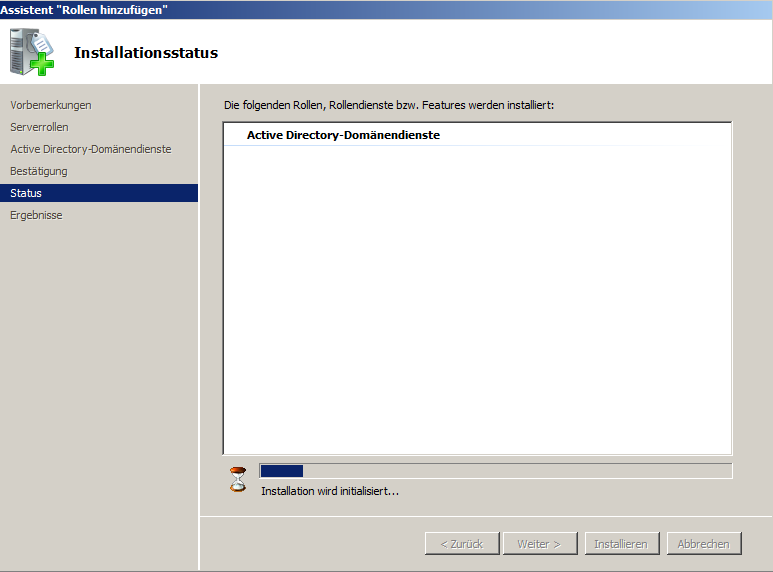 Assistent "Rollen hinzufügen"
Installationsstatus
Vorbemerkungen
Serverrollen
Active Directory-Domänendienste
Bestätigung
Status
Ergebnisse
Die folgenden Rollen, Rollendienste bzw. Features werden installiert:
Active Directory-Domänendienste
Installation wird initialisiert...
< Zurück
Weiter >
Installieren
Abbrechen